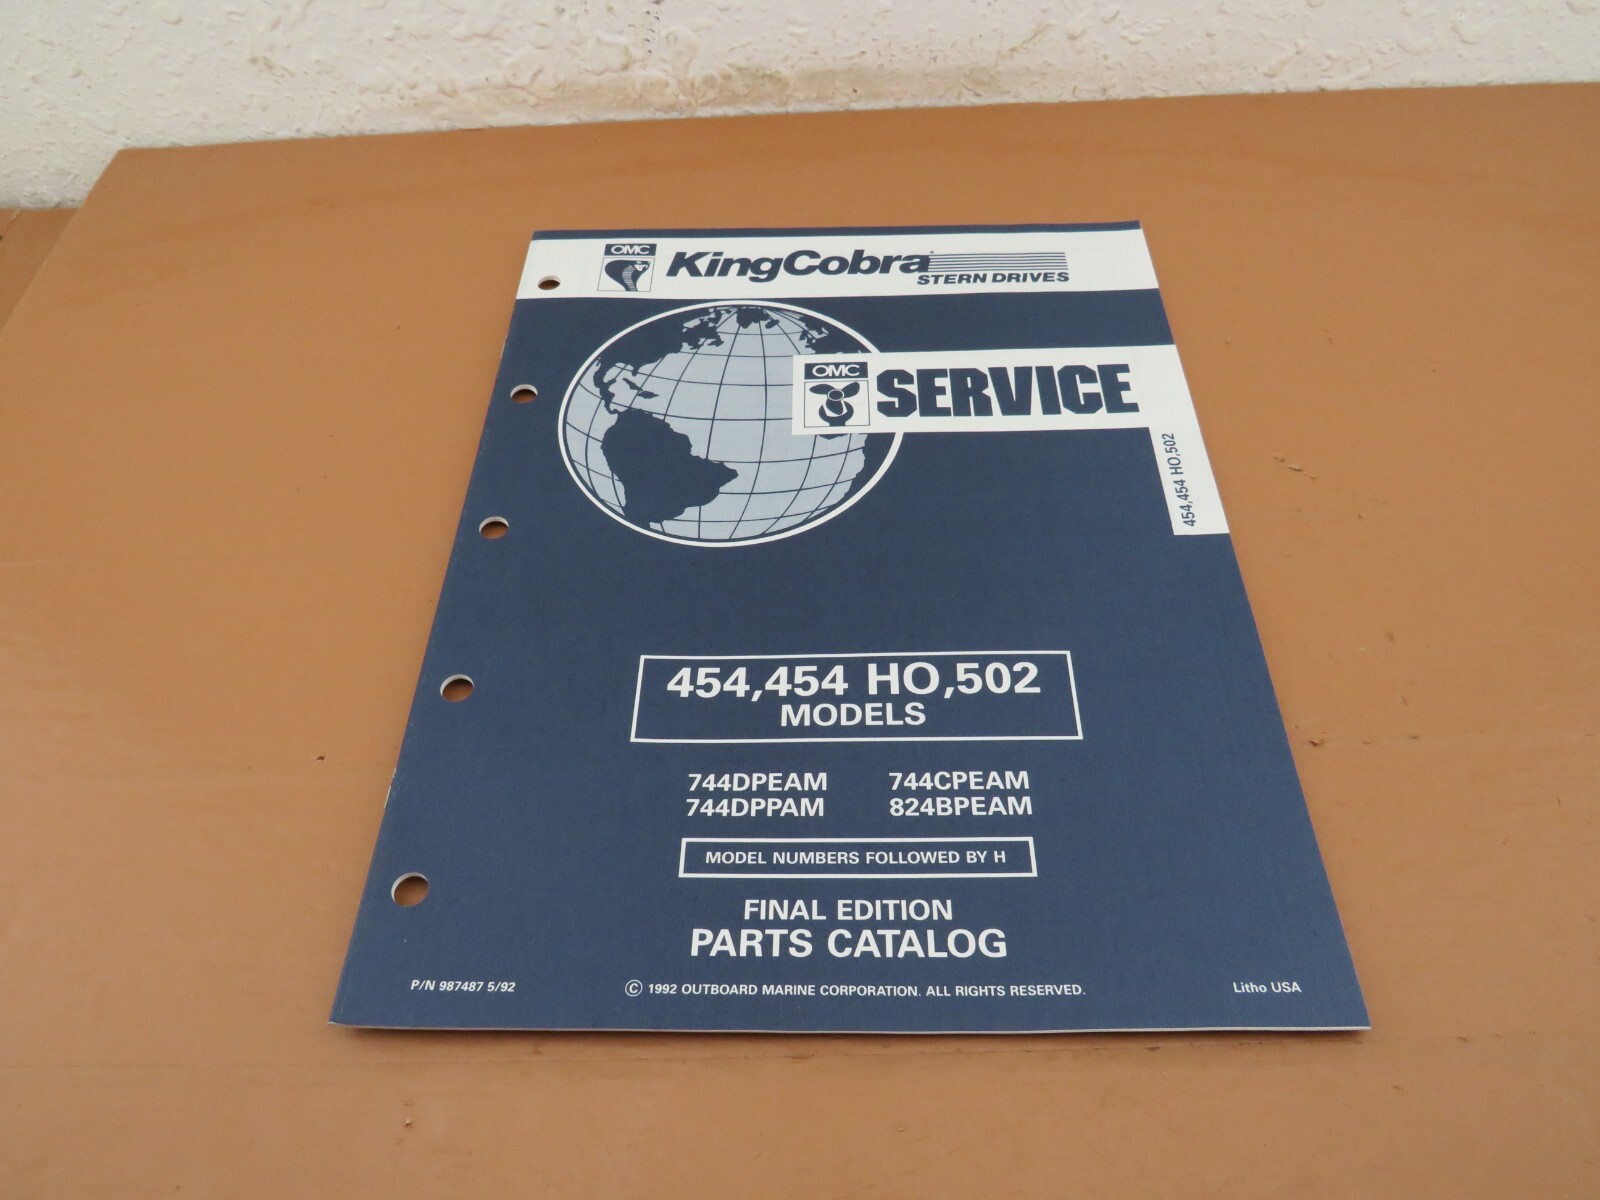 OMC
KingCobra
STERN DRIVES
OMC
SERVICE
454,454 HO,502
454,454 HO,502
MODELS
744DPEAM 744CPEAM
744DPPAM 824BPEAM
MODEL NUMBERS FOLLOWED BY H
FINAL EDITION
PARTS CATALOG
P/N 987487 5/92 © 1992 OUTBOARD MARINE CORPORATION. ALL RIGHTS RESERVED. Litho USA